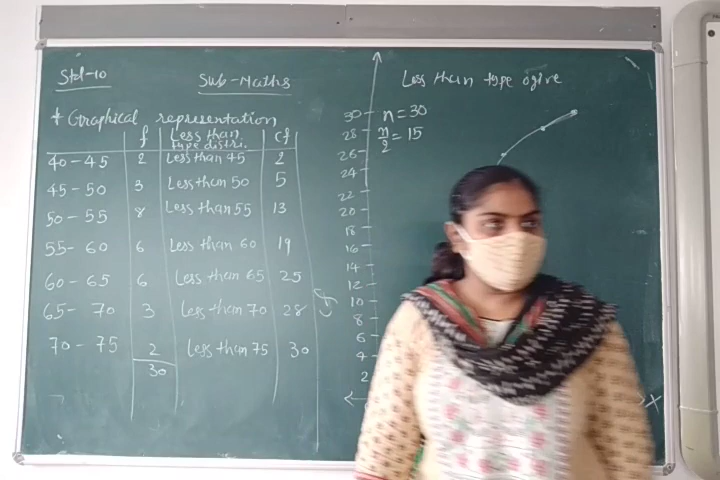 Std-10
Sub-Maths
* Graphical representation
f
Less than type distri.
cf
40-45 2 Less than 45 2
45-50 3 Less than 50 5
50-55 8 Less than 55 13
55-60 6 Less than 60 19
60-65 6 Less than 65 25
65-70 3 Less than 70 28
70-75 2 Less than 75 30
30
Less than type ogive
n=30
n/2=15
30
28
26
24
22
20
18
16
14
12
10
8
6
4
2
X